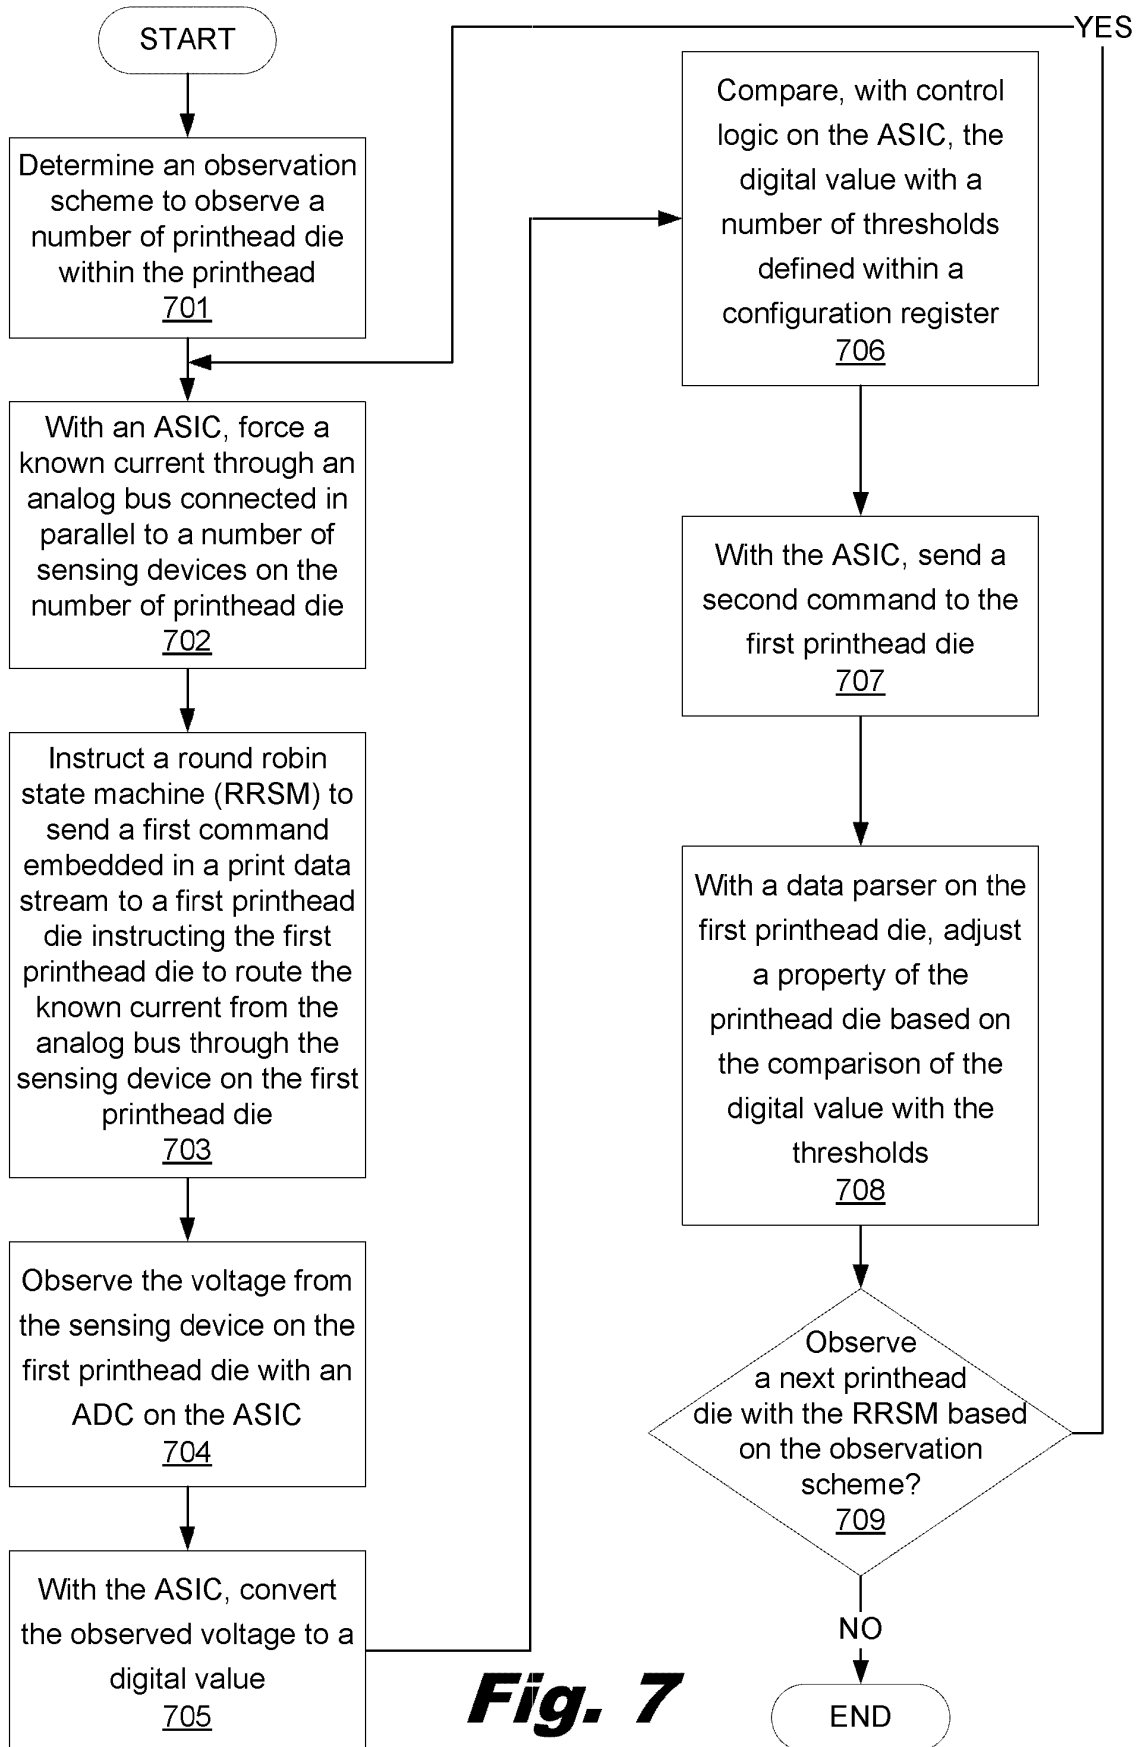 START
Determine an observation
scheme to observe a
number of printhead die
within the printhead
701
With an ASIC, force a
known current through an
analog bus connected in
parallel to a number of
sensing devices on the
number of printhead die
702
Instruct a round robin
state machine (RRSM) to
send a first command
embedded in a print data
stream to a first printhead
die instructing the first
printhead die to route the
known current from the
analog bus through the
sensing device on the first
printhead die
703
Observe the voltage from
the sensing device on the
first printhead die with an
ADC on the ASIC
704
With the ASIC, convert
the observed voltage to a
digital value
705
YES
Compare, with control
logic on the ASIC, the
digital value with a
number of thresholds
defined within a
configuration register
706
With the ASIC, send a
second command to the
first printhead die
707
With a data parser on the
first printhead die, adjust
a property of the
printhead die based on
the comparison of the
digital value with the
thresholds
708
Observe
a next printhead
die with the RRSM based
on the observation
scheme?
709
NO
END
Fig. 7